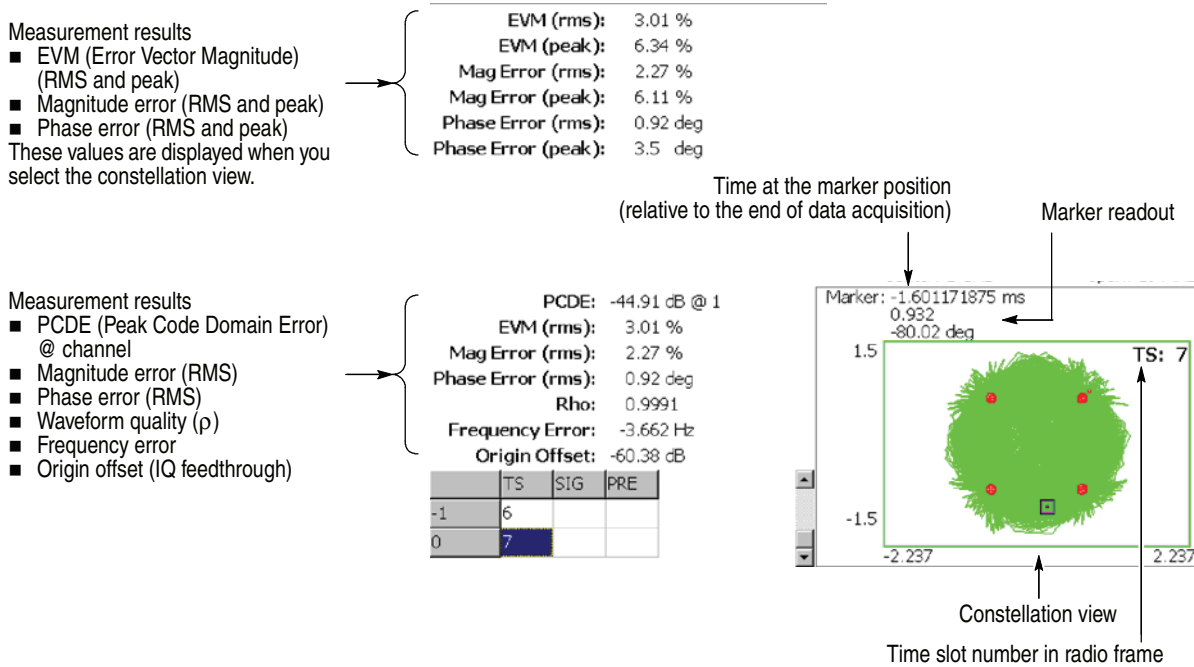 Measurement results
■ EVM (Error Vector Magnitude)
(RMS and peak)
■ Magnitude error (RMS and peak)
■ Phase error (RMS and peak)
These values are displayed when you
select the constellation view.
EVM (rms): 3.01 %
EVM (peak): 6.34 %
Mag Error (rms): 2.27 %
Mag Error (peak): 6.11 %
Phase Error (rms): 0.92 deg
Phase Error (peak): 3.5 deg
Time at the marker position
(relative to the end of data acquisition)
Marker readout
Measurement results
■ PCDE (Peak Code Domain Error)
@ channel
■ Magnitude error (RMS)
■ Phase error (RMS)
■ Waveform quality (ρ)
■ Frequency error
■ Origin offset (IQ feedthrough)
PCDE: -44.91 dB @ 1
EVM (rms): 3.01 %
Mag Error (rms): 2.27 %
Phase Error (rms): 0.92 deg
Rho: 0.9991
Frequency Error: -3.662 Hz
Origin Offset: -60.38 dB
TS SIG PRE
-1 6
0 7
Marker: -1.601171875 ms
0.932
-80.02 deg
1.5
TS: 7
-1.5
-2.237 2.237
Constellation view
Time slot number in radio frame